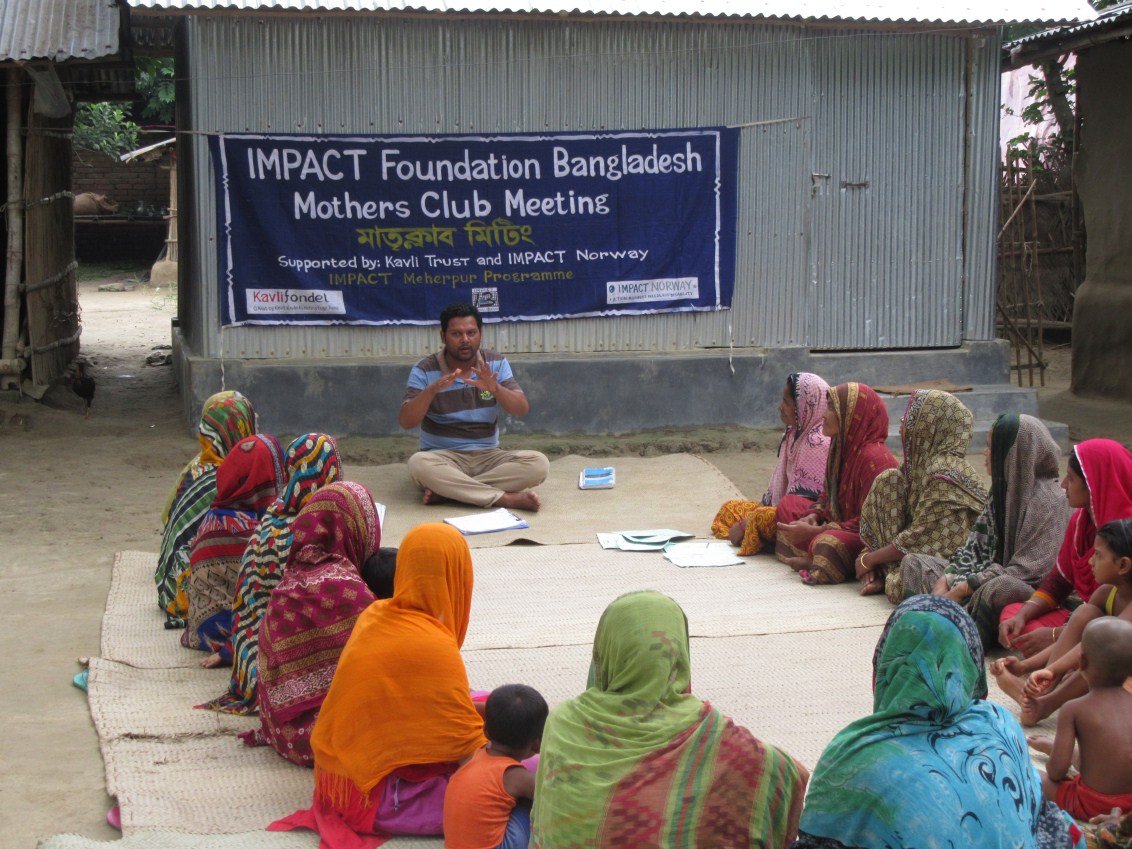 IMPACT Foundation Bangladesh
Mothers Club Meeting
মাতৃক্লাব মিটিং
Supported by: Kavli Trust and IMPACT Norway
IMPACT Meherpur Programme
Kavlifondet
IMPACT NORWAY